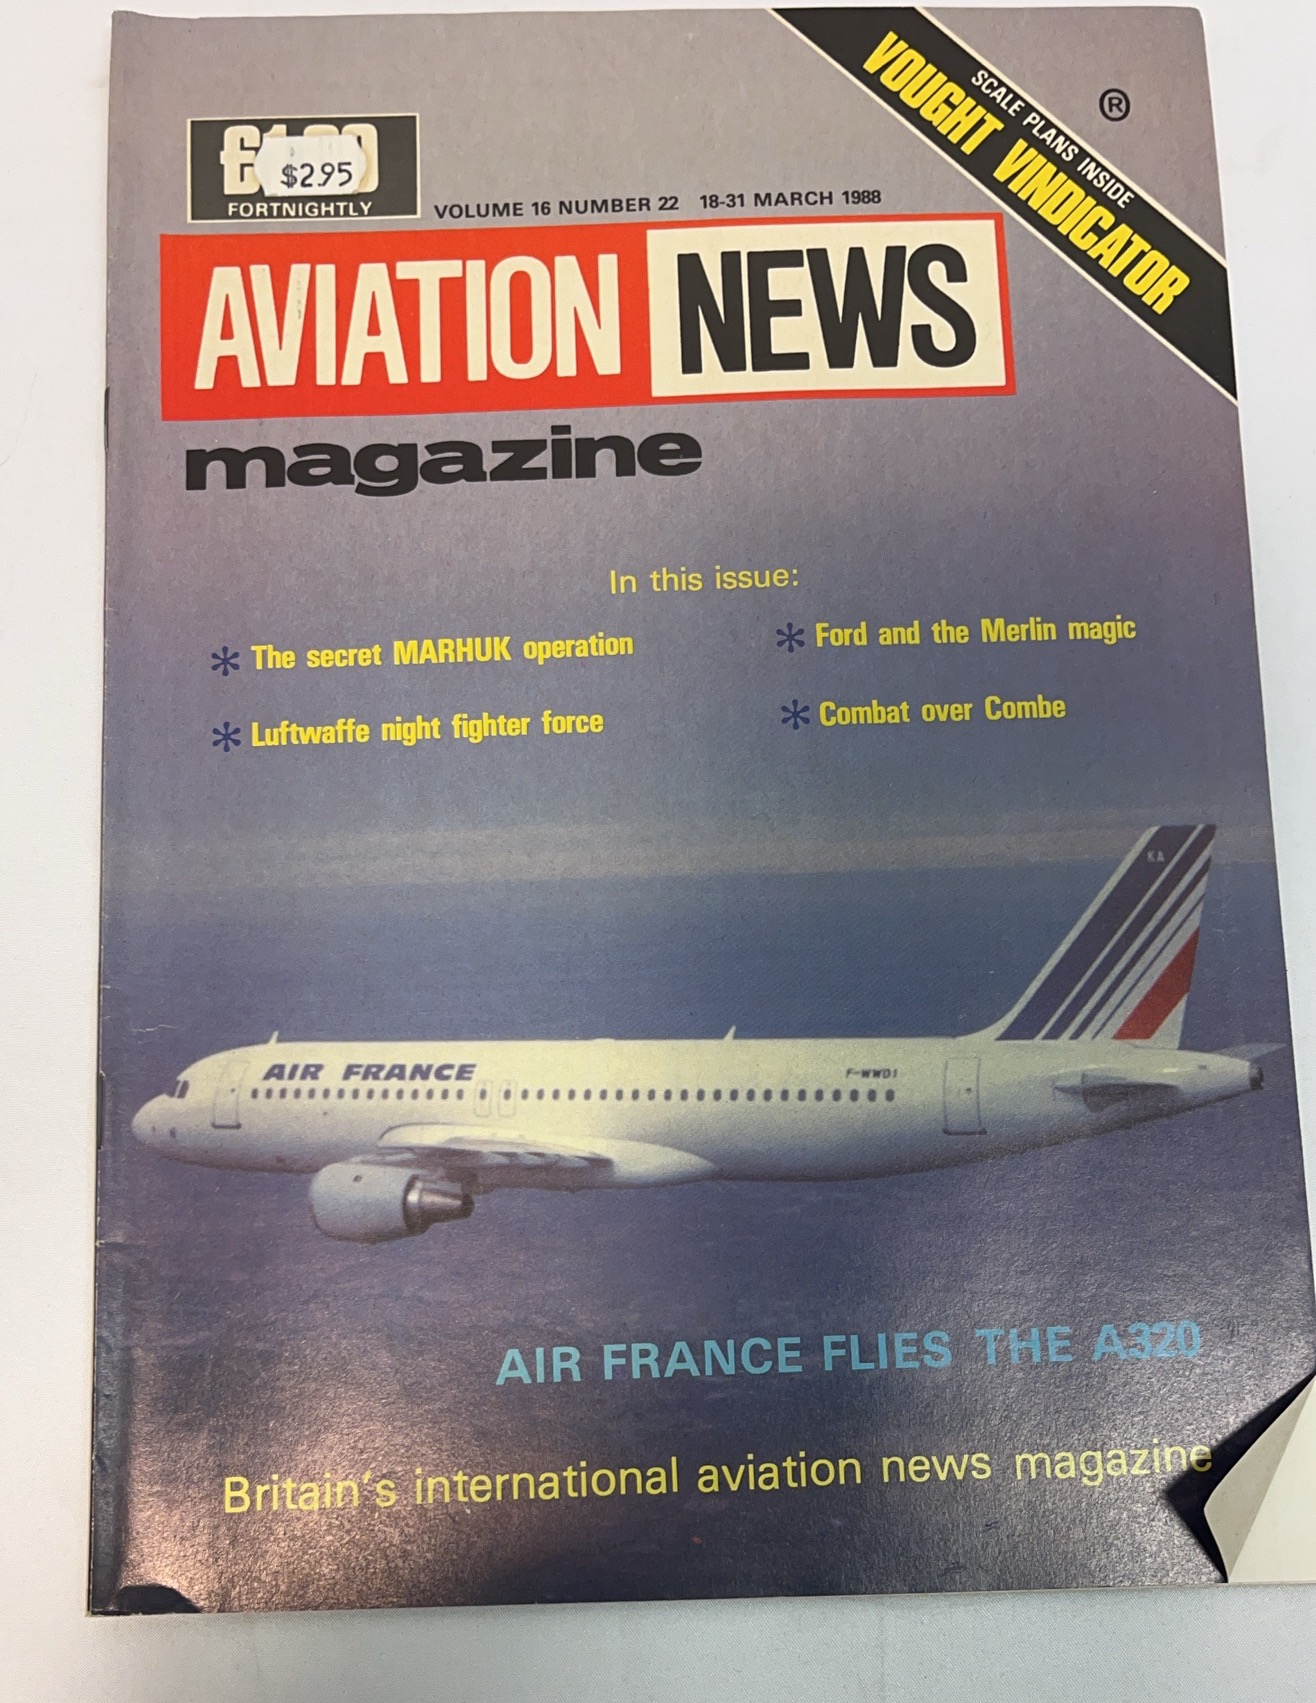 SCALE PLANS INSIDE
VOUGHT VINDICATOR
®
$2.95
FORTNIGHTLY
VOLUME 16 NUMBER 22 18-31 MARCH 1988
AVIATION NEWS
magazine
In this issue:
* The secret MARHUK operation
* Luftwaffe night fighter force
* Ford and the Merlin magic
* Combat over Combe
KA
AIR FRANCE
F-WWDI
AIR FRANCE FLIES THE A320
Britain's international aviation news magazine